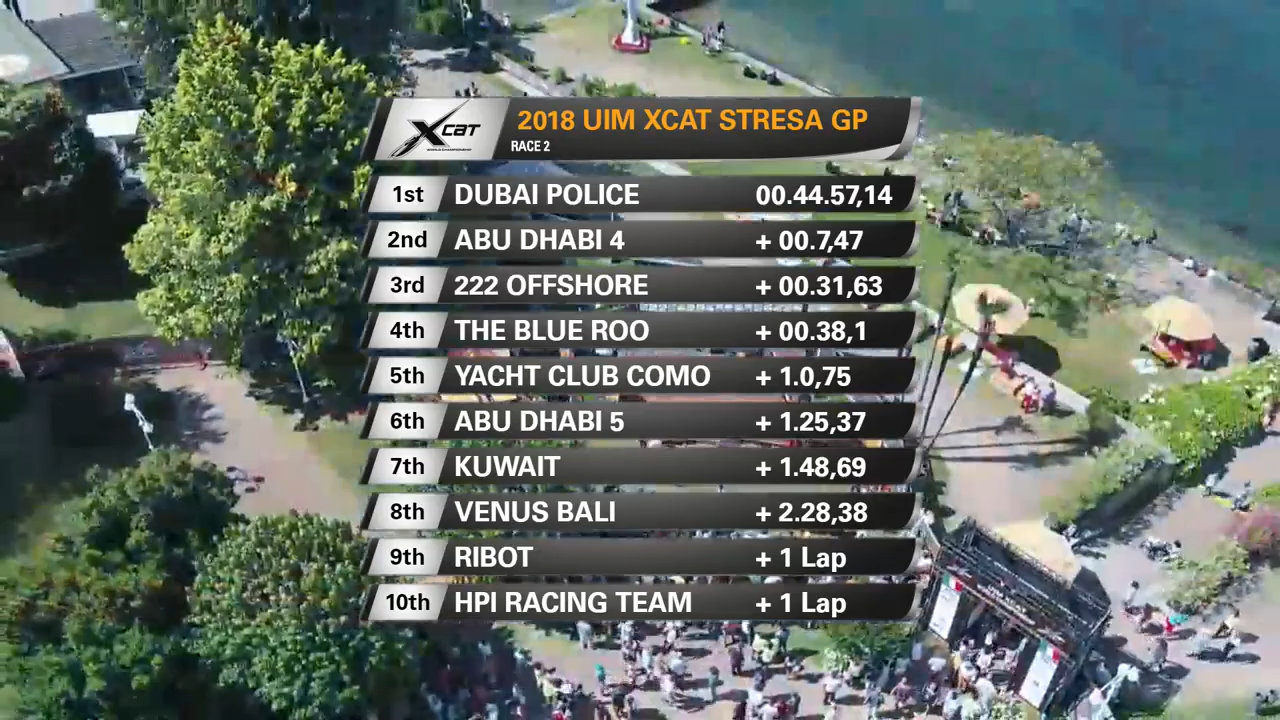 Xcat
WORLD CHAMPIONSHIP
2018 UIM XCAT STRESA GP
RACE 2
1st DUBAI POLICE 00.44.57,14
2nd ABU DHABI 4 + 00.7,47
3rd 222 OFFSHORE + 00.31,63
4th THE BLUE ROO + 00.38,1
5th YACHT CLUB COMO + 1.0,75
6th ABU DHABI 5 + 1.25,37
7th KUWAIT + 1.48,69
8th VENUS BALI + 2.28,38
9th RIBOT + 1 Lap
10th HPI RACING TEAM + 1 Lap